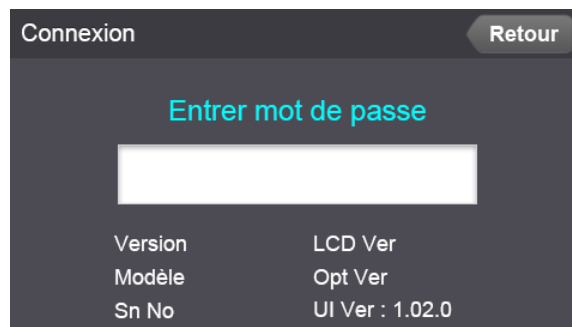 Connexion Retour
Entrer mot de passe
Version LCD Ver
Modèle Opt Ver
Sn No UI Ver : 1.02.0